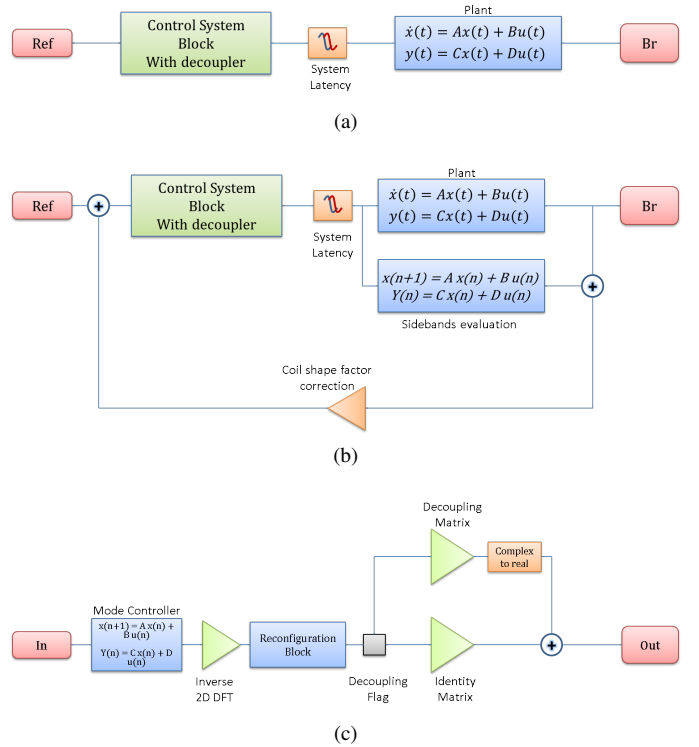 Ref
Control System
Block
With decoupler
System
Latency
Plant
ẋ(t) = Ax(t) + Bu(t)
y(t) = Cx(t) + Du(t)
Br
(a)
Ref
+
Control System
Block
With decoupler
System
Latency
Plant
ẋ(t) = Ax(t) + Bu(t)
y(t) = Cx(t) + Du(t)
Br
x(n+1) = A x(n) + B u(n)
Y(n) = C x(n) + D u(n)
+
Sidebands evaluation
Coil shape factor
correction
(b)
Decoupling
Matrix
Complex
to real
Mode Controller
x(n+1) = A x(n) +
B u(n)
Y(n) = C x(n) + D
u(n)
In
Inverse
2D DFT
Reconfiguration
Block
Decoupling
Flag
Identity
Matrix
+
Out
(c)